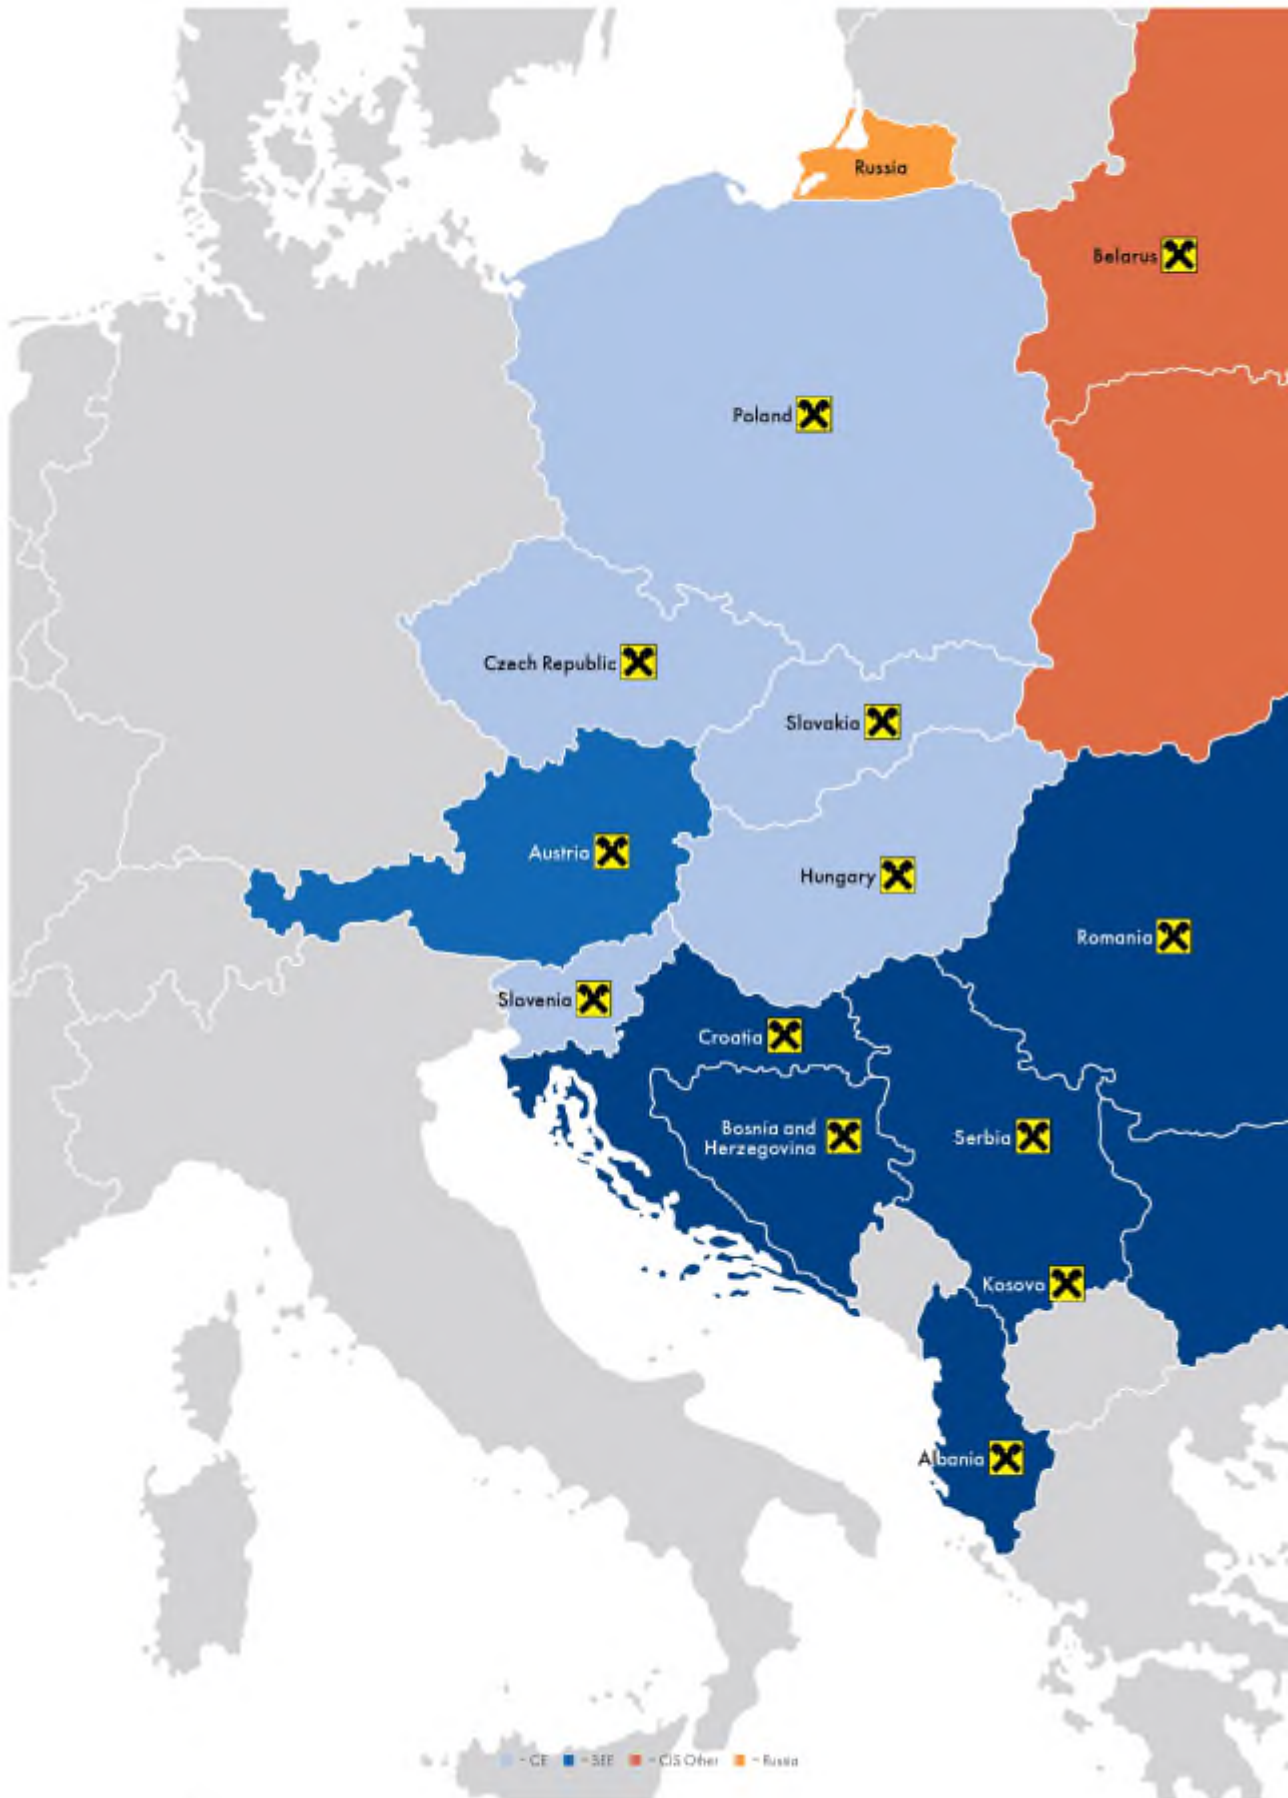 Russia
Belarus
Poland
Czech Republic
Slovakia
Austria
Hungary
Romania
Slovenia
Croatia
Bosnia and
Herzegovina
Serbia
Kosovo
Albania
- CE - SEE - CIS Other - Russia